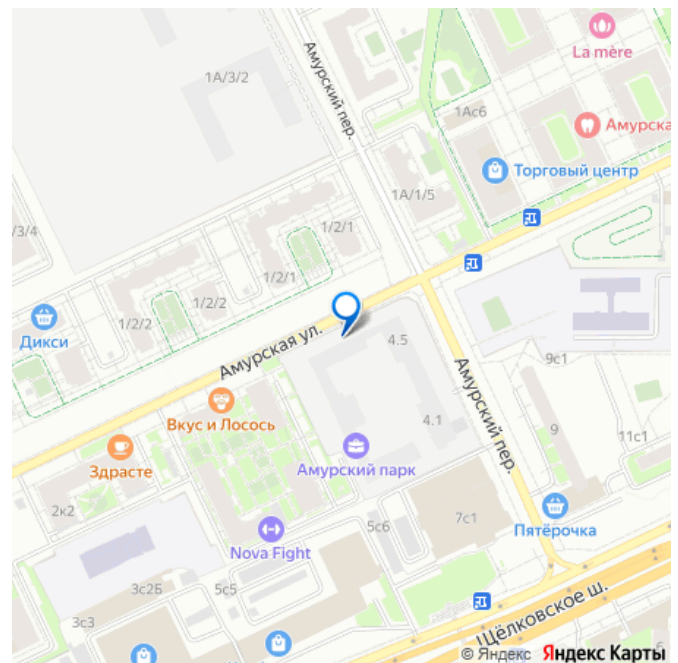 La mère
1А/3/2
Амурский пер.
1Ас6
Амурска
Торговый центр
1А/1/5
1/2/1
/3/4
1/2/1
1/2/2
1/2/2
Дикси
Амурская ул.
4.5
9с1
Амурский пер.
Вкус и Лосось
4.1
9
11с1
Здрасте
Амурский парк
2к2
7с1
Пятёрочка
5с6
Nova Fight
3с2Б
5с5
3с3
Щёлковское ш.
6
© Яндекс Яндекс Карты